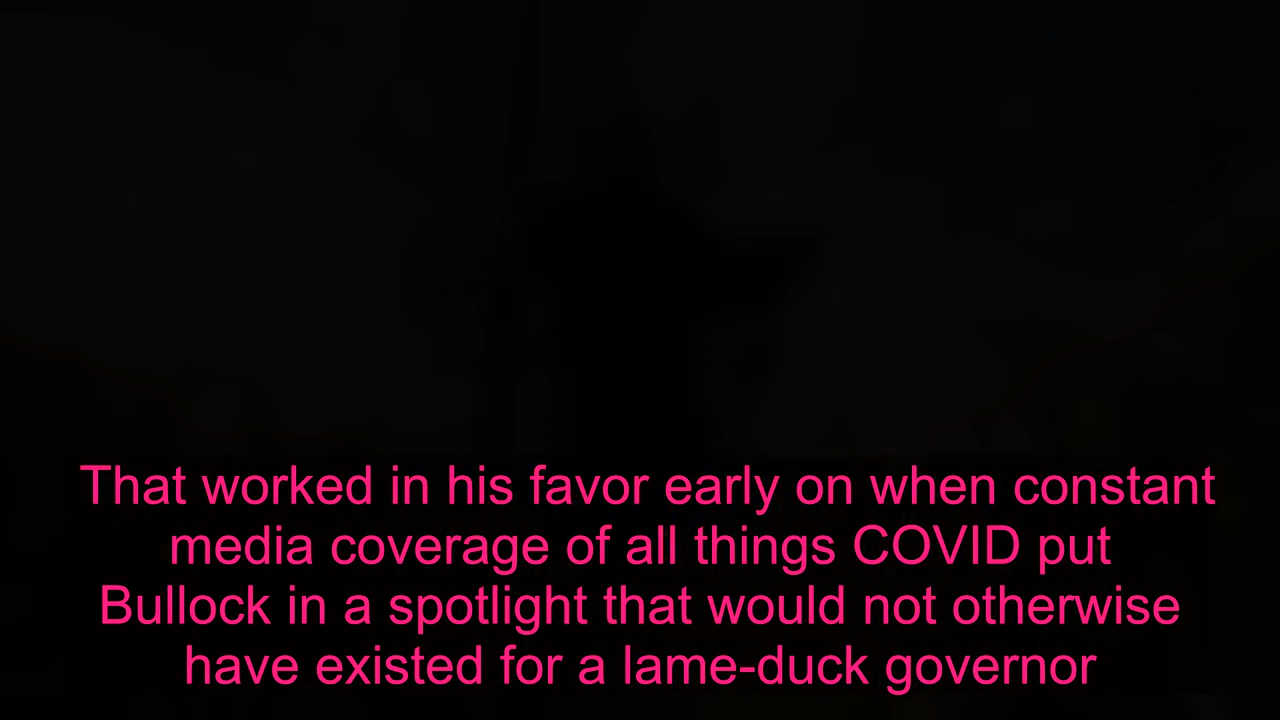 That worked in his favor early on when constant
media coverage of all things COVID put
Bullock in a spotlight that would not otherwise
have existed for a lame-duck governor